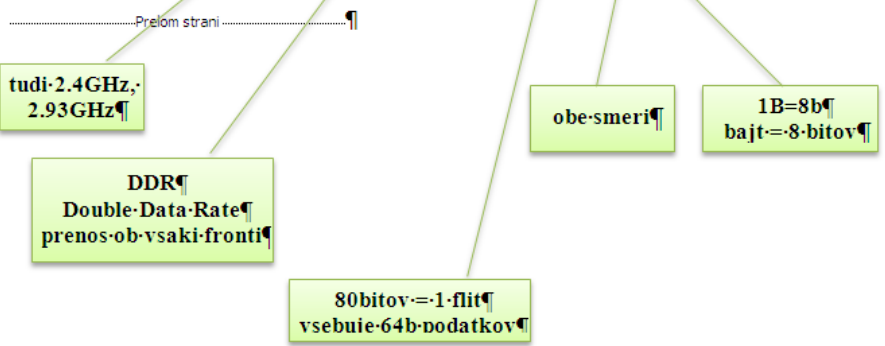 Prelom strani
tudi 2.4GHz,
2.93GHz
obe smeri
1B=8b
bajt = 8 bitov
DDR
Double Data Rate
prenos ob vsaki fronti
80bitov = 1 flit
vsebuje 64b podatkov